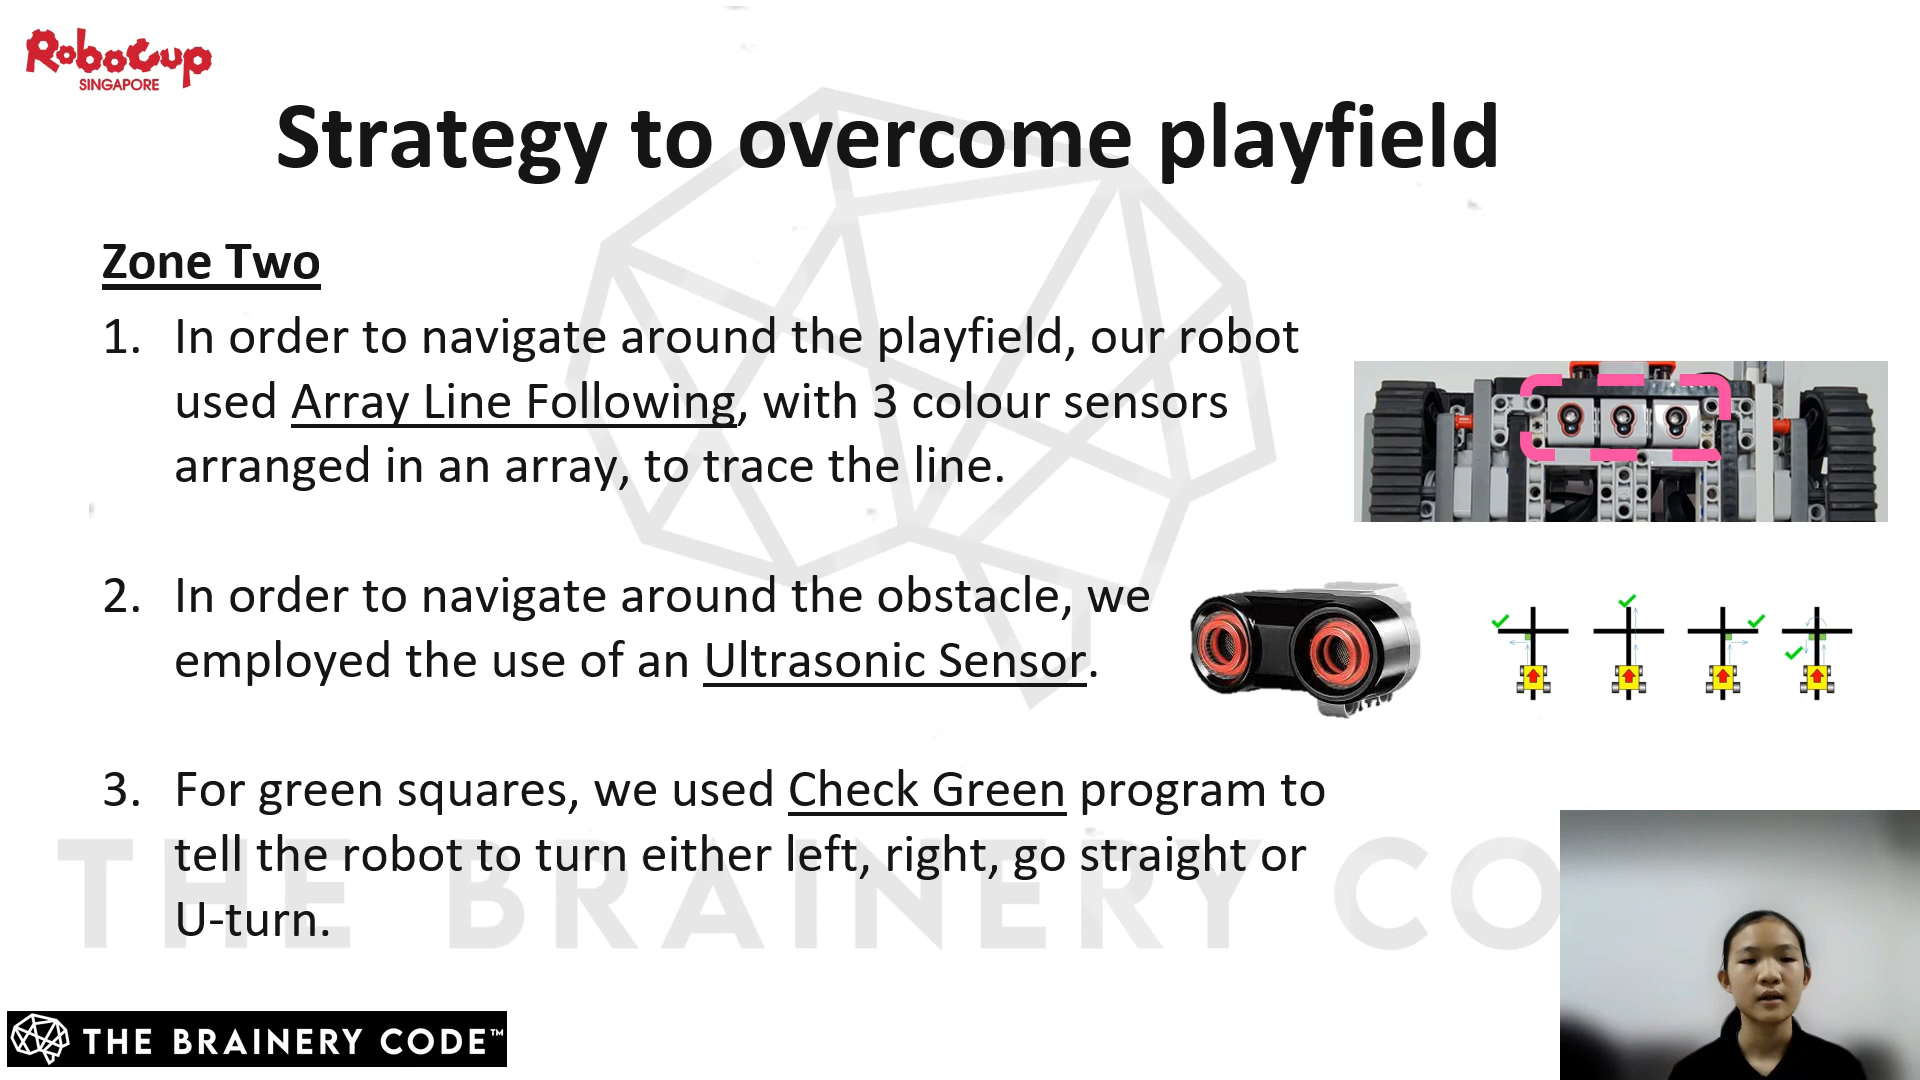 RoboCup
SINGAPORE
Strategy to overcome playfield
Zone Two
1. In order to navigate around the playfield, our robot
used Array Line Following, with 3 colour sensors
arranged in an array, to trace the line.
2. In order to navigate around the obstacle, we
employed the use of an Ultrasonic Sensor.
3. For green squares, we used Check Green program to
tell the robot to turn either left, right, go straight or
U-turn.
THE BRAINERY CO
THE BRAINERY CODE™